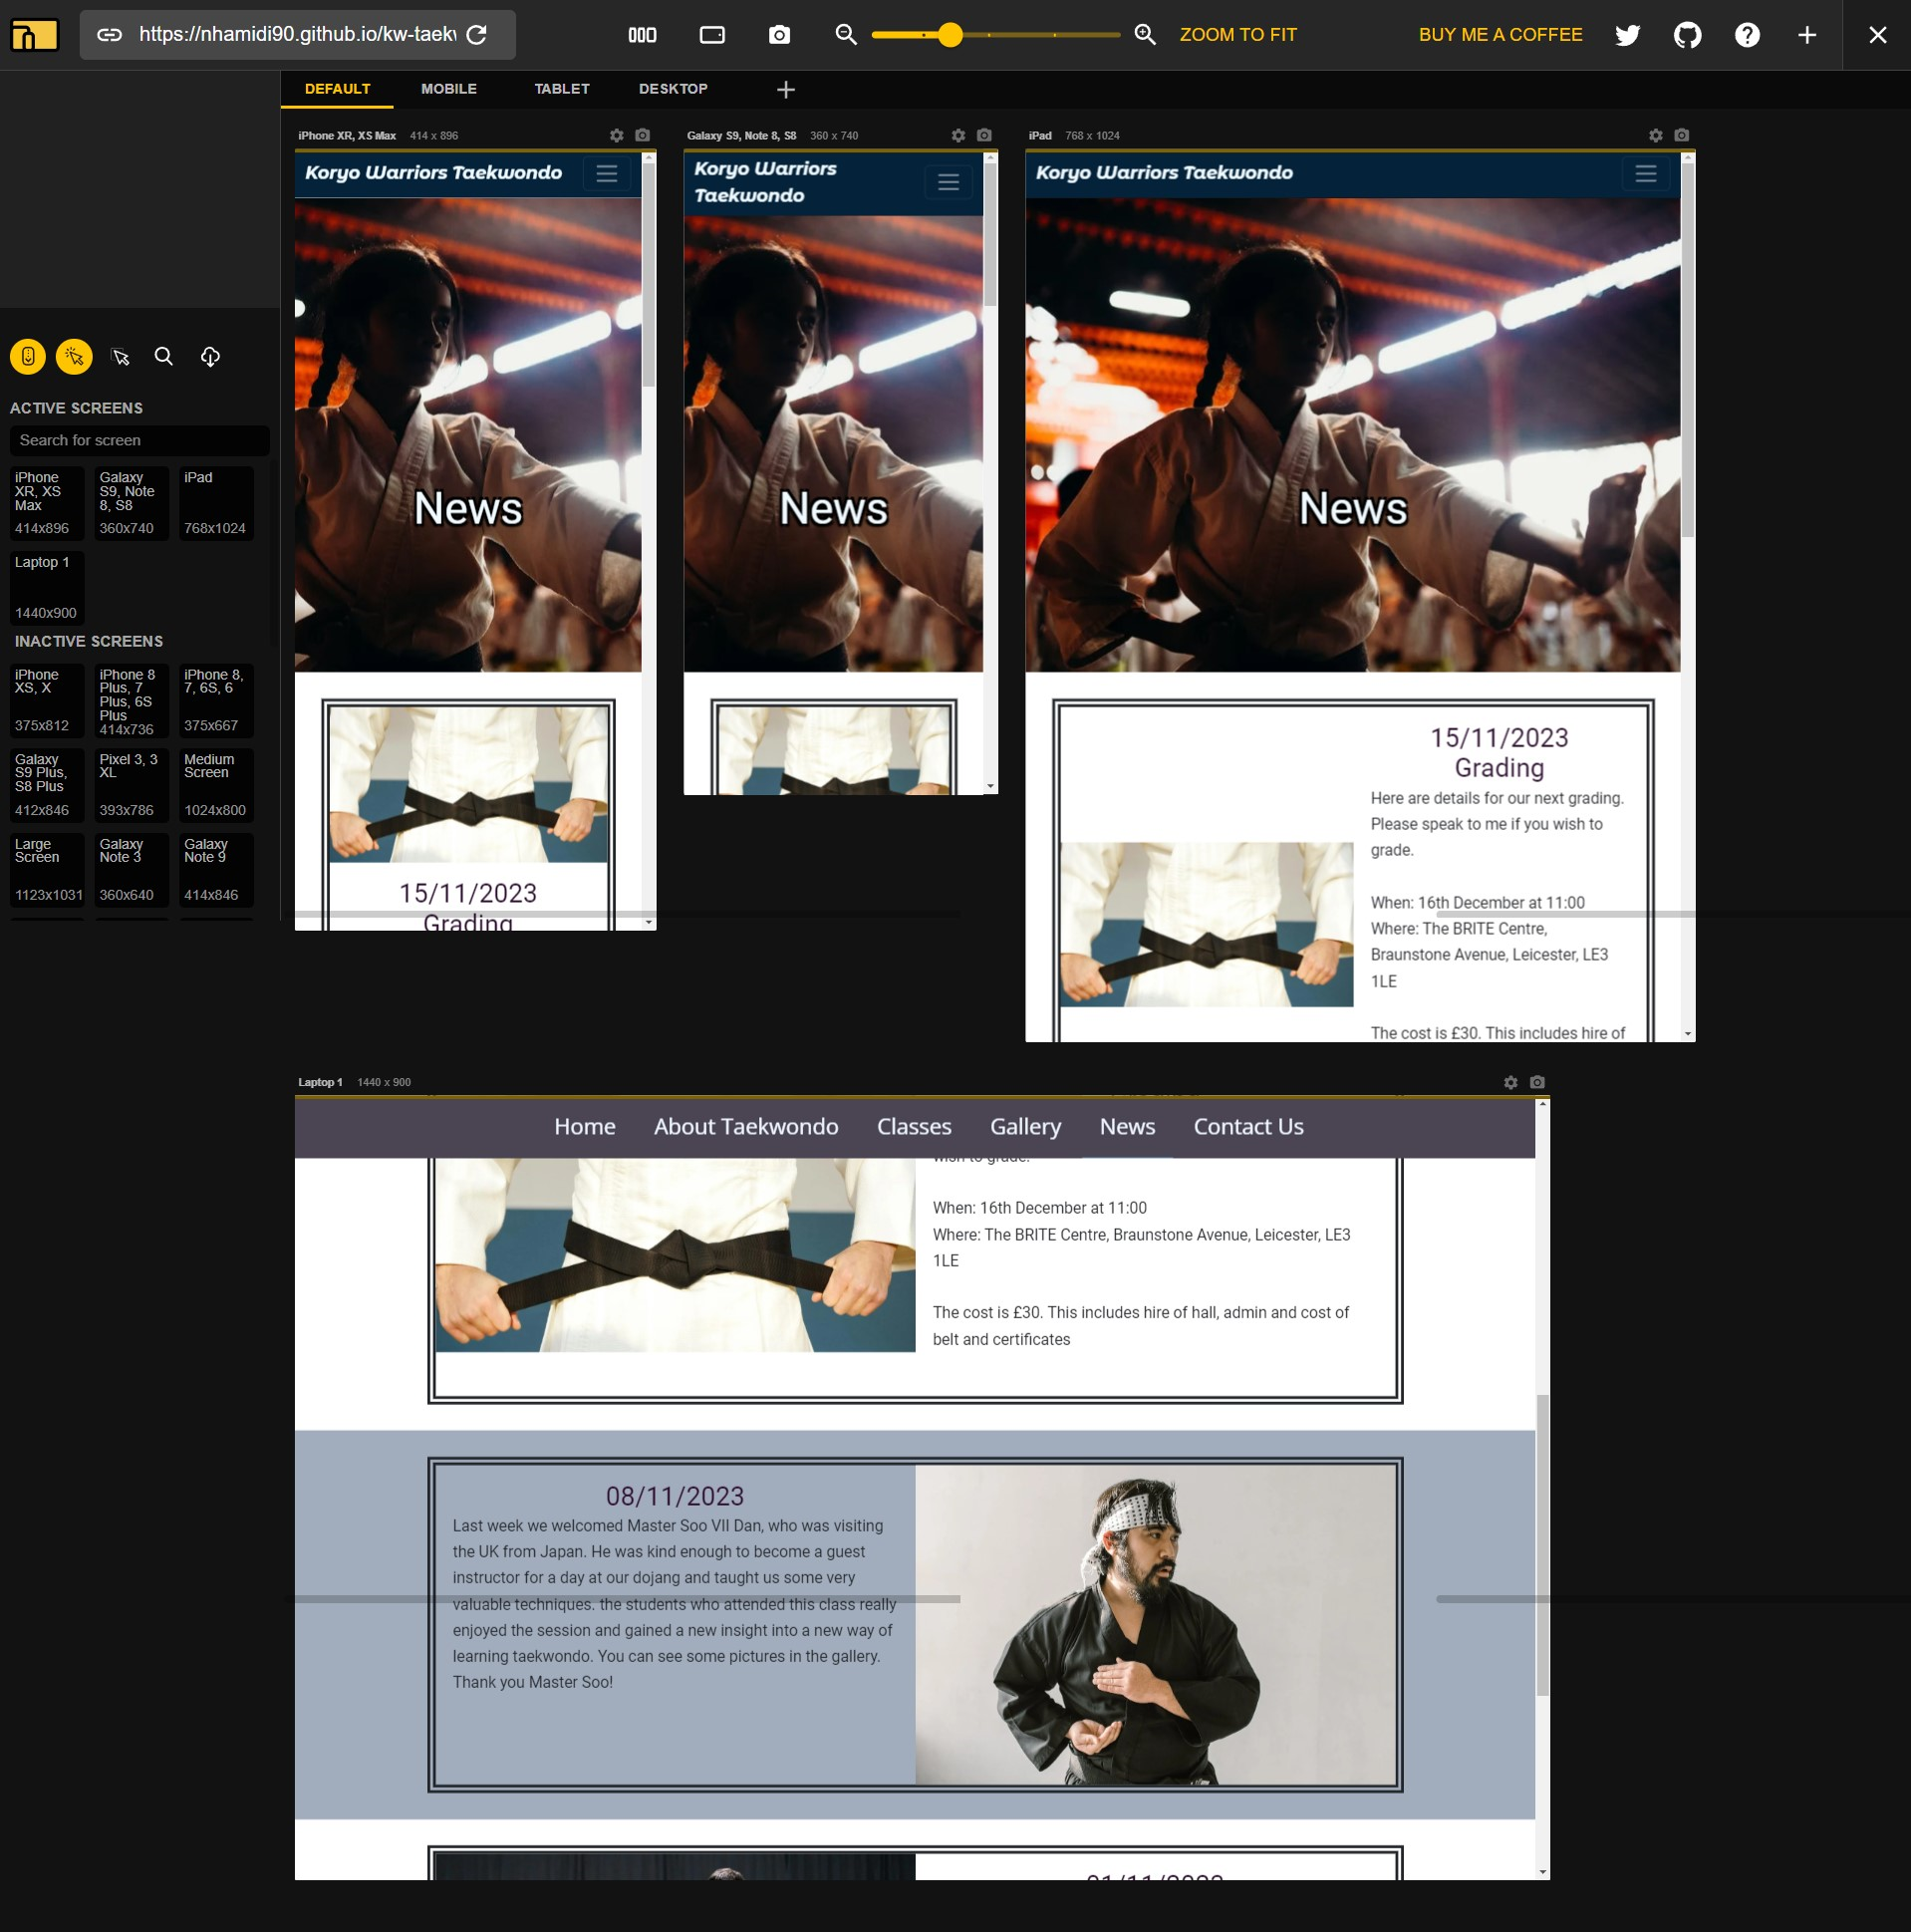 https://nhamidi90.github.io/kw-taekw
ZOOM TO FIT
BUY ME A COFFEE
DEFAULT
MOBILE
TABLET
DESKTOP
ACTIVE SCREENS
Search for screen
iPhone
XR, XS
Max
414x896
Galaxy
S9, Note
8, S8
360x740
iPad
768x1024
Laptop 1
1440x900
INACTIVE SCREENS
iPhone
XS, X
375x812
iPhone 8
Plus, 7
Plus, 6S
Plus
414x736
iPhone 8,
7, 6S, 6
375x667
Galaxy
S9 Plus,
S8 Plus
412x846
Pixel 3, 3
XL
393x786
Medium
Screen
1024x800
Large
Screen
1123x1031
Galaxy
Note 3
360x640
Galaxy
Note 9
414x846
iPhone XR, XS Max 414 x 896
Koryo Warriors Taekwondo
News
15/11/2023
Grading
Galaxy S9, Note 8, S8 360 x 740
Koryo Warriors
Taekwondo
News
iPad 768 x 1024
Koryo Warriors Taekwondo
News
15/11/2023
Grading
Here are details for our next grading.
Please speak to me if you wish to
grade.
When: 16th December at 11:00
Where: The BRITE Centre,
Braunstone Avenue, Leicester, LE3
1LE
The cost is £30. This includes hire of
Laptop 1 1440 x 900
Home About Taekwondo Classes Gallery News Contact Us
wish to grade.
When: 16th December at 11:00
Where: The BRITE Centre, Braunstone Avenue, Leicester, LE3
1LE
The cost is £30. This includes hire of hall, admin and cost of
belt and certificates
08/11/2023
Last week we welcomed Master Soo VII Dan, who was visiting
the UK from Japan. He was kind enough to become a guest
instructor for a day at our dojang and taught us some very
valuable techniques. the students who attended this class really
enjoyed the session and gained a new insight into a new way of
learning taekwondo. You can see some pictures in the gallery.
Thank you Master Soo!
01/11/2023